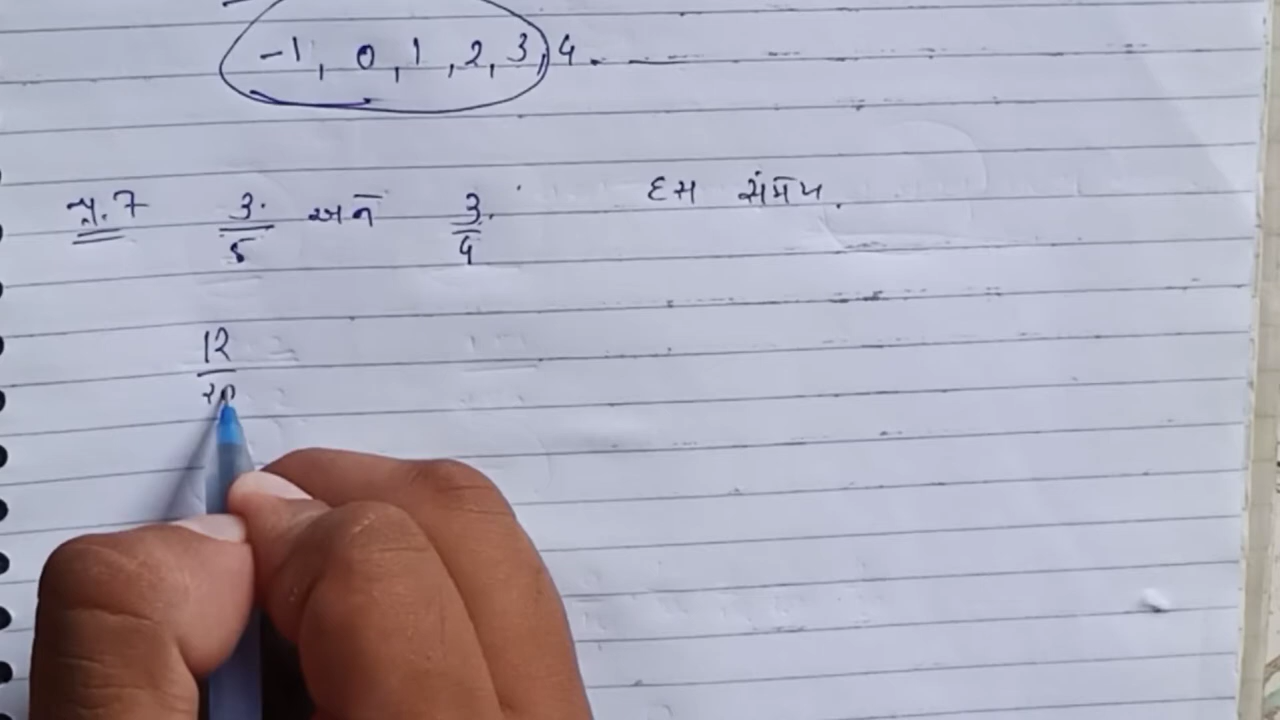 -1, 0, 1, 2, 3, 4. ——
પ્ર.7 3/5 અને 3/4 દસ સંમેય.
12/20